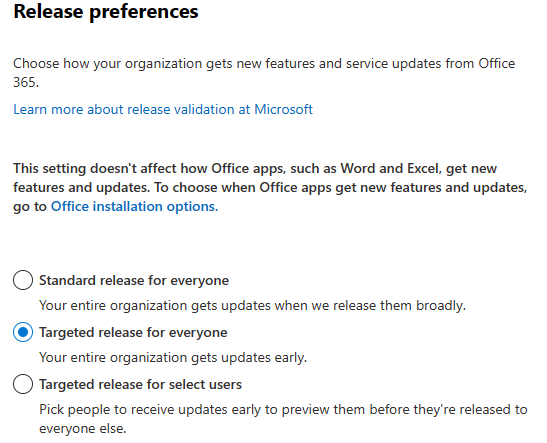 Release preferences
Choose how your organization gets new features and service updates from Office
365.
Learn more about release validation at Microsoft
This setting doesn't affect how Office apps, such as Word and Excel, get new
features and updates. To choose when Office apps get new features and updates,
go to Office installation options.
Standard release for everyone
Your entire organization gets updates when we release them broadly.
Targeted release for everyone
Your entire organization gets updates early.
Targeted release for select users
Pick people to receive updates early to preview them before they're released to
everyone else.